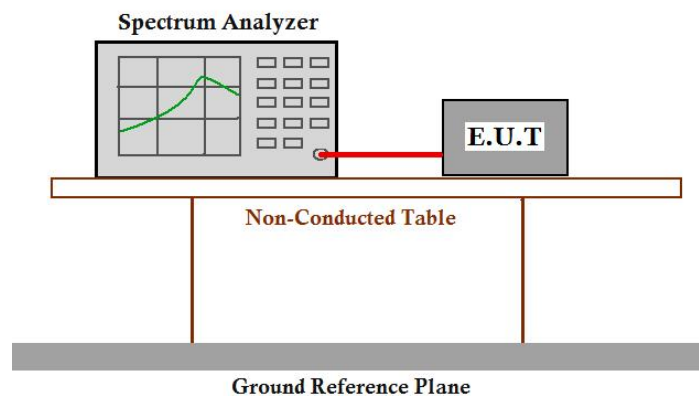 Spectrum Analyzer
E.U.T
Non-Conducted Table
Ground Reference Plane